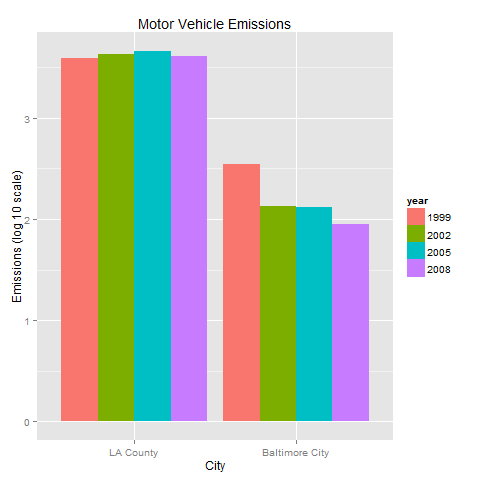 Motor Vehicle Emissions
Emissions (log 10 scale)
3
2
1
0
LA County
Baltimore City
City
year
1999
2002
2005
2008